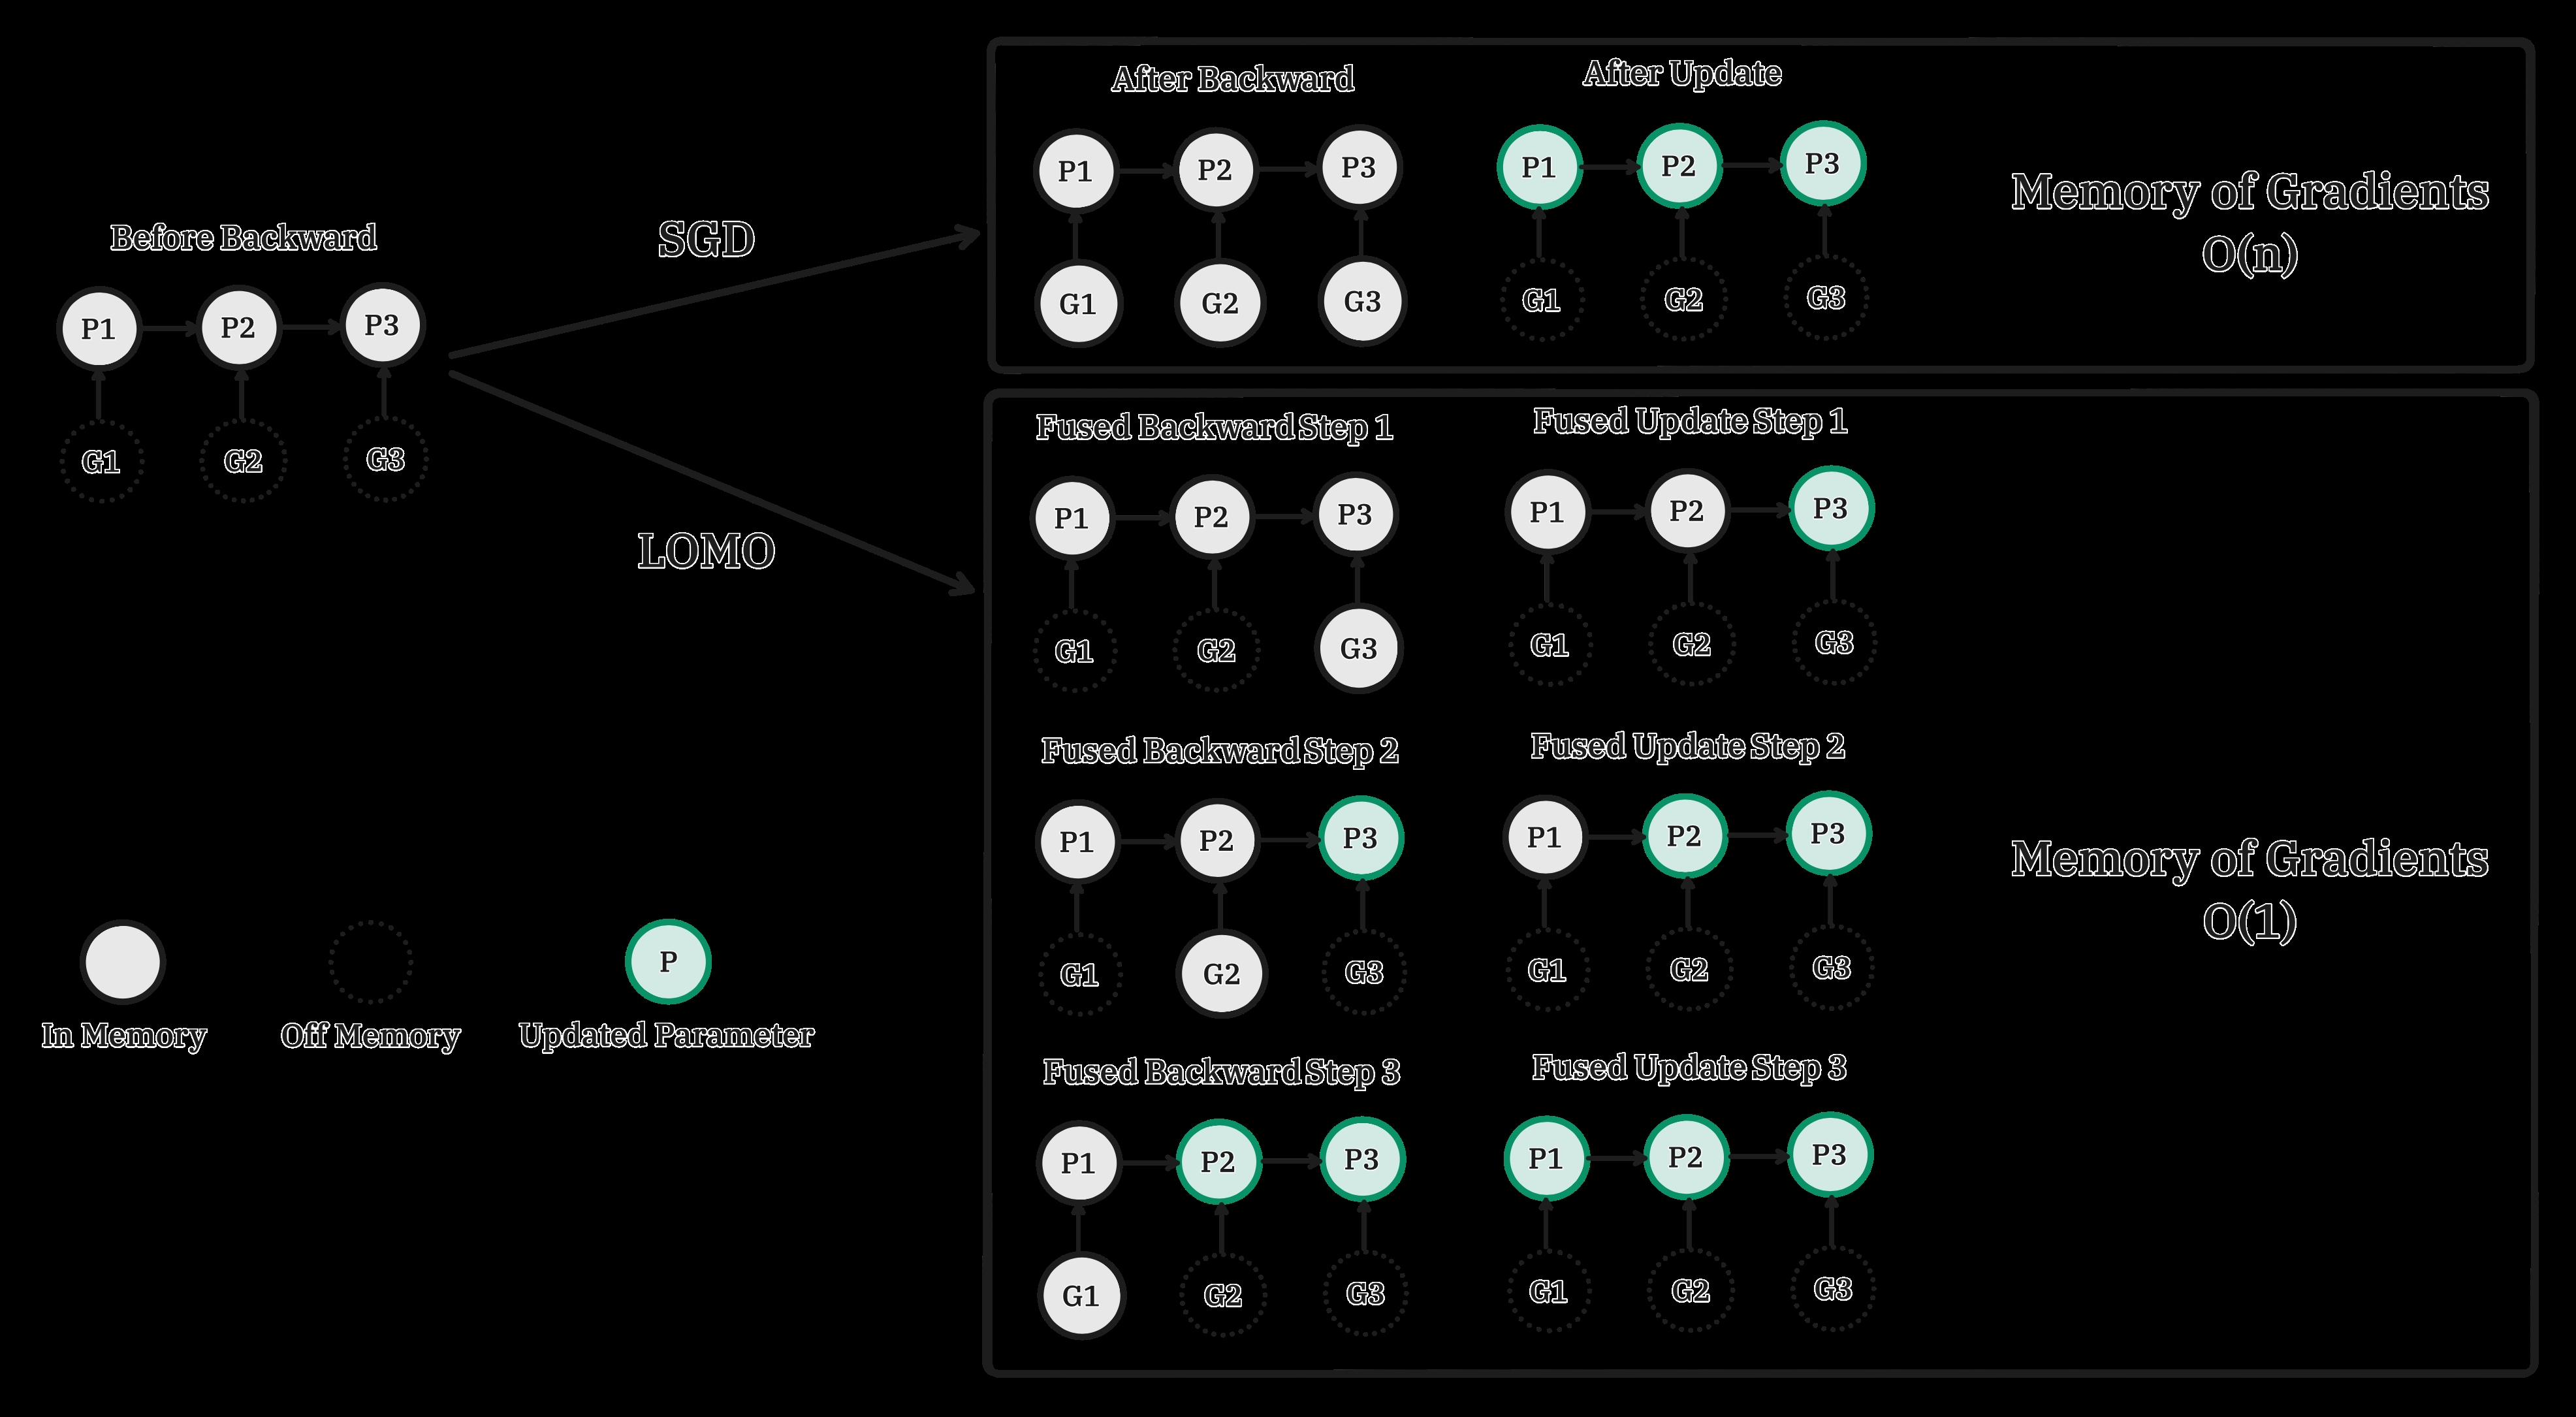 Before Backward
P1 P2 P3
G1 G2 G3
SGD
LOMO
In Memory
Off Memory
P
Updated Parameter
After Backward
P1 P2 P3
G1 G2 G3
After Update
P1 P2 P3
G1 G2 G3
Memory of Gradients
O(n)
Fused Backward Step 1
P1 P2 P3
G1 G2 G3
Fused Update Step 1
P1 P2 P3
G1 G2 G3
Fused Backward Step 2
P1 P2 P3
G1 G2 G3
Fused Update Step 2
P1 P2 P3
G1 G2 G3
Fused Backward Step 3
P1 P2 P3
G1 G2 G3
Fused Update Step 3
P1 P2 P3
G1 G2 G3
Memory of Gradients
O(1)